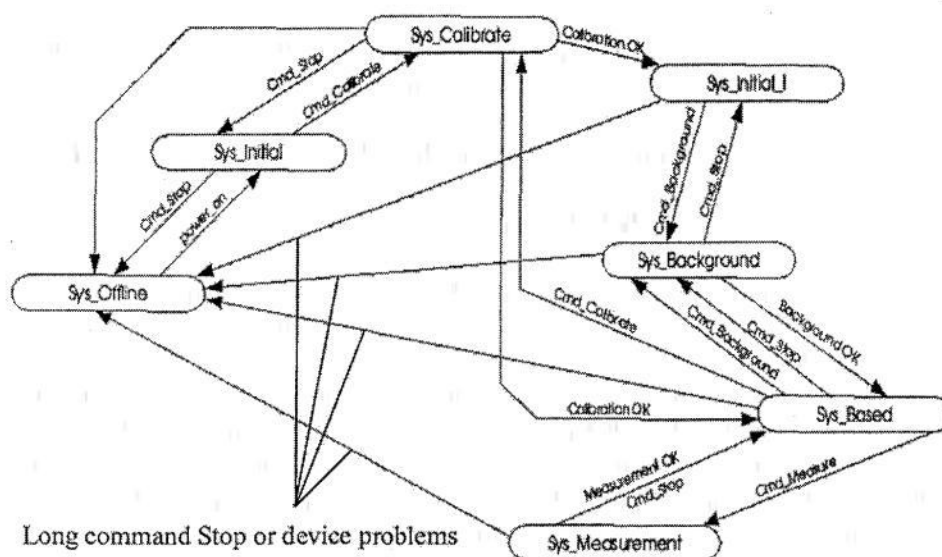 Sys_Calibrate
Calibration OK
Cmd_Stop
Cmd_Calibrate
Sys_Initial_I
Sys_Initial
Cmd_Background
Cmd_Stop
Cmd_Stop
power_on
Sys_Background
Sys_Offline
Cmd_Calibrate
Cmd_Stop
Cmd_Background
Background OK
Calibration OK
Sys_Based
Measurement OK
Cmd_Stop
Cmd_Measure
Long command Stop or device problems
Sys_Measurement